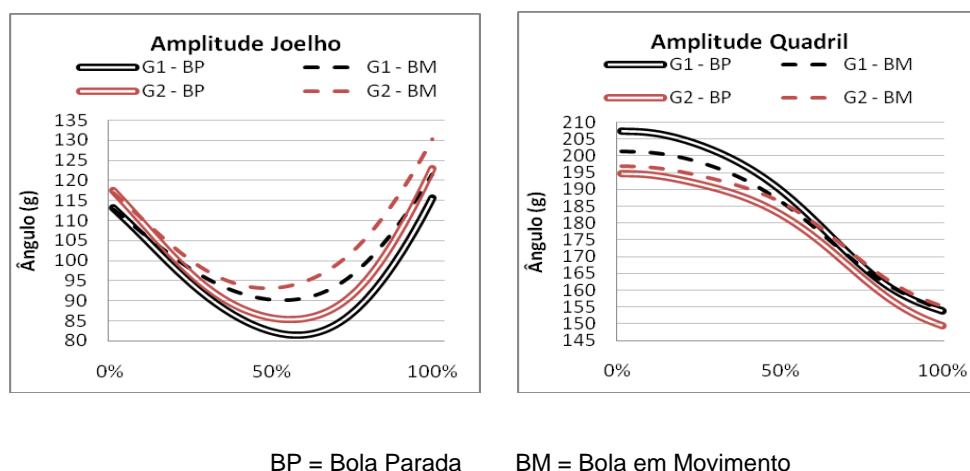 Amplitude Joelho
G1 - BP
G1 - BM
G2 - BP
G2 - BM
Ângulo (g)
135
130
125
120
115
110
105
100
95
90
85
80
0%
50%
100%
Amplitude Quadril
G1 - BP
G1 - BM
G2 - BP
G2 - BM
Ângulo (g)
210
205
200
195
190
185
180
175
170
165
160
155
150
145
0%
50%
100%
BP = Bola Parada BM = Bola em Movimento